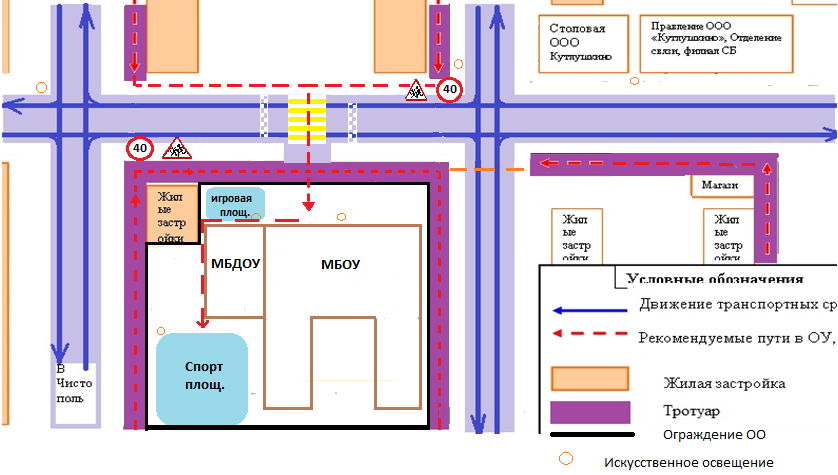 Столовая
ООО
Кутлушкино
Правление ООО
«Кутлушкино», Отделение
связи, филиал СБ
40
40
Жил
ые
застр
ойки
игровая
площ.
МБДОУ
МБОУ
Спорт
площ.
В
Чисто
поль
Магази
Жил
ые
застр
ойки
Жил
ые
застр
ойки
Условные обозначения
Движение транспортных ср
Рекомендуемые пути в ОУ,
Жилая застройка
Тротуар
Ограждение ОО
Искусственное освещение